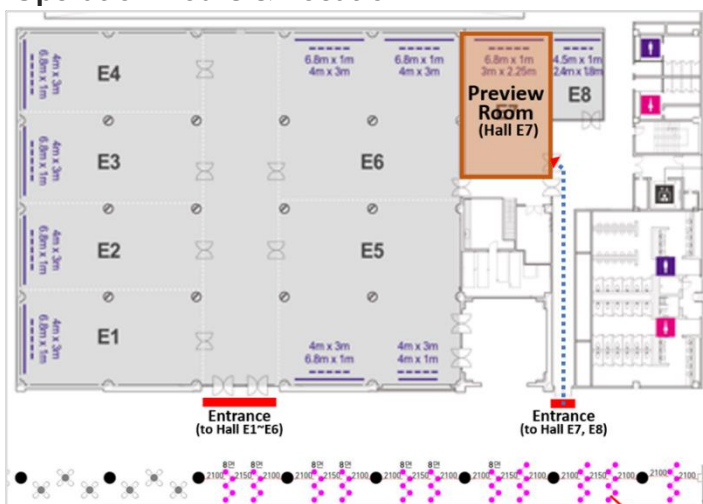 6.8m x 1m
4m x 3m
6.8m x 1m
4m x 3m
6.8m x 1m
3m x 2.25m
4.5m x 1m
2.4m x 1.8m
4m x 3m
6.8m x 1m
E4
Preview
Room
(Hall E7)
E8
4m x 3m
6.8m x 1m
E3
E6
4m x 3m
6.8m x 1m
E2
E5
4m x 3m
6.8m x 1m
E1
4m x 3m
6.8m x 1m
4m x 3m
4m x 1m
Entrance
(to Hall E1~E6)
Entrance
(to Hall E7, E8)
2100 2150 2100 2100 2150 2100 2100 2150 2100 2100 2150 2100 2100 2150 2100 2100